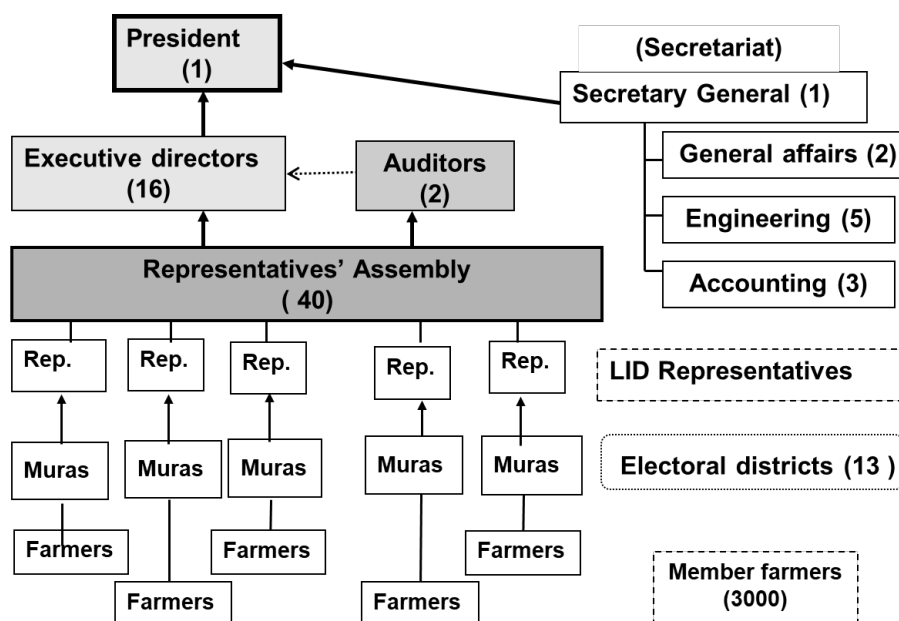 President
(1)
(Secretariat)
Secretary General (1)
Executive directors
(16)
Auditors
(2)
General affairs (2)
Engineering (5)
Accounting (3)
Representatives’ Assembly
( 40)
Rep.
Rep.
Rep.
Rep.
Rep.
LID Representatives
Muras
Muras
Muras
Muras
Muras
Electoral districts (13 )
Farmers
Farmers
Farmers
Farmers
Farmers
Member farmers
(3000)